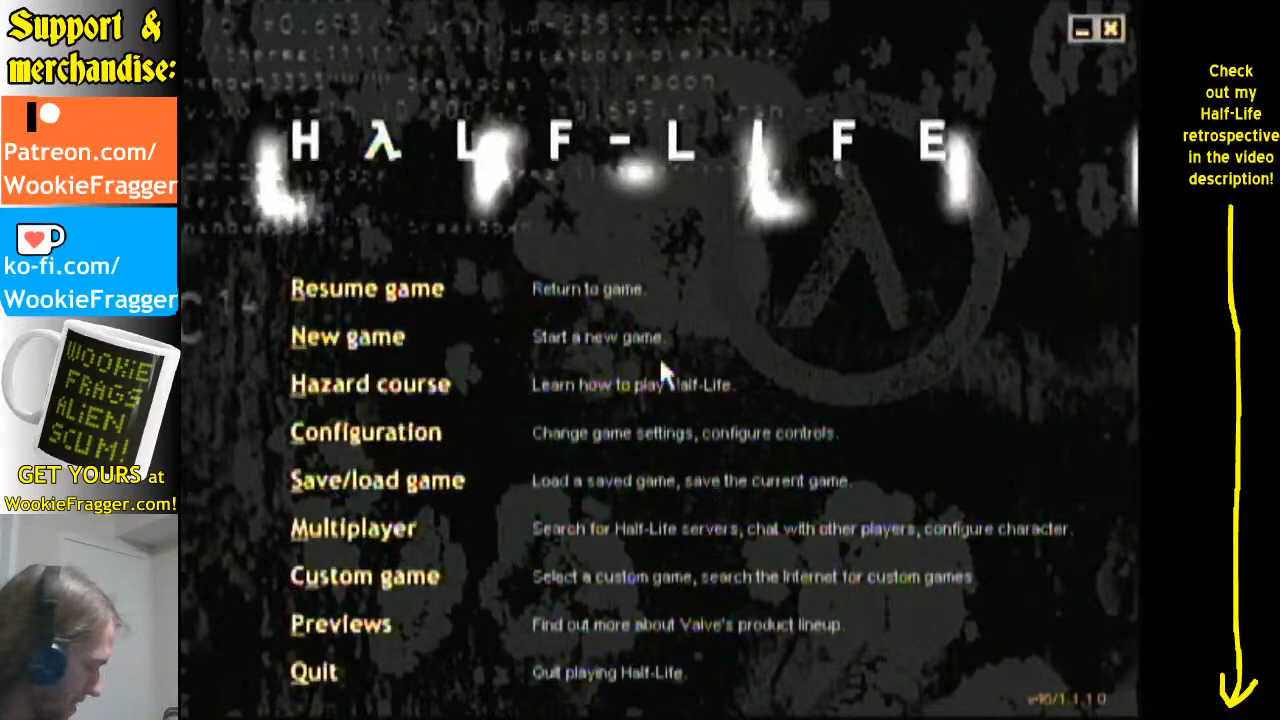 Support &
merchandise:
Patreon.com/
WookieFragger
ko-fi.com/
WookieFragger
WOOKIE
FRAGS
ALIEN
SCUM!
GET YOURS at
WookieFragger.com!
HλLF-LIFE
Resume game Return to game.
New game Start a new game.
Hazard course Learn how to play Half-Life.
Configuration Change game settings, configure controls.
Save/load game Load a saved game, save the current game.
Multiplayer Search for Half-Life servers, chat with other players, configure character.
Custom game Select a custom game, search the Internet for custom games
Previews Find out more about Valve's product lineup.
Quit Quit playing Half-Life.
Check
out my
Half-Life
retrospective
in the video
description!